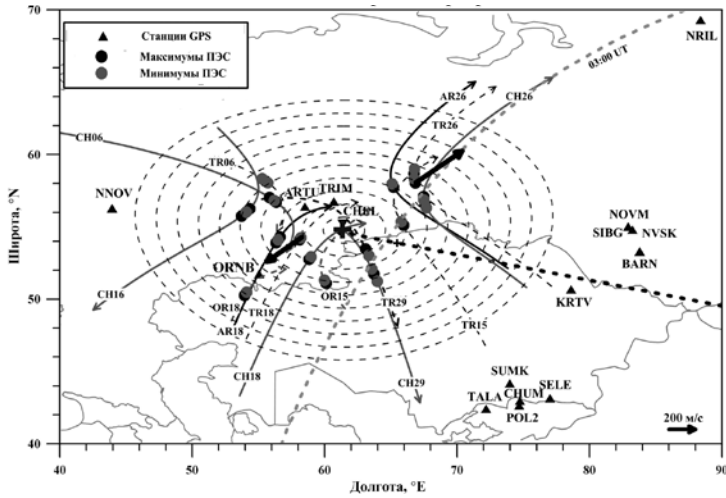 70
60
50
40
Широта, °N
40
50
60
70
80
90
Долгота, °E
Станции GPS
Максимумы ПЭС
Минимумы ПЭС
NRIL
03:00 UT
AR26
TR26
CH26
CH06
TR06
NNOV
ARTI
TRIM
CHEL
NOVM
SIBG
NVSK
BARN
ORNB
KRTV
CH16
OR18
TR18
AR18
OR15
TR29
TR15
CH18
CH29
SUMK
TALA
CHUM
SELE
POL2
200 м/с